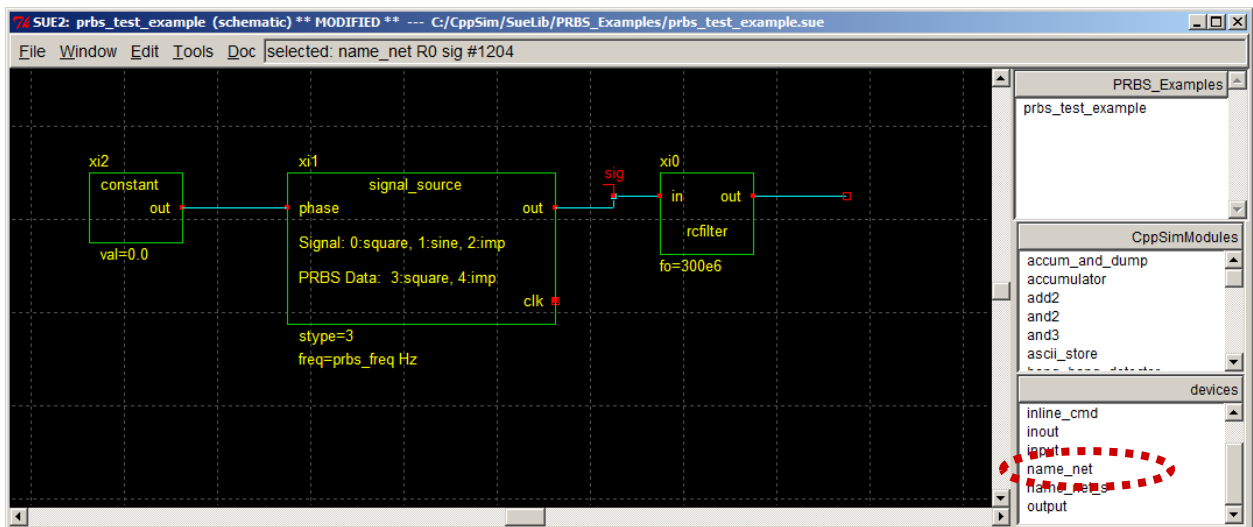 SUE2: prbs_test_example (schematic) ** MODIFIED ** --- C:/CppSim/SueLib/PRBS_Examples/prbs_test_example.sue
File Window Edit Tools Doc selected: name_net R0 sig #1204
xi2
constant
out
val=0.0
xi1
signal_source
phase
out
Signal: 0:square, 1:sine, 2:imp
PRBS Data: 3:square, 4:imp
clk
stype=3
freq=prbs_freq Hz
sig
xi0
in out
rcfilter
fo=300e6
PRBS_Examples
prbs_test_example
CppSimModules
accum_and_dump
accumulator
add2
and2
and3
ascii_store
devices
inline_cmd
inout
input
name_net
name_net_s
output